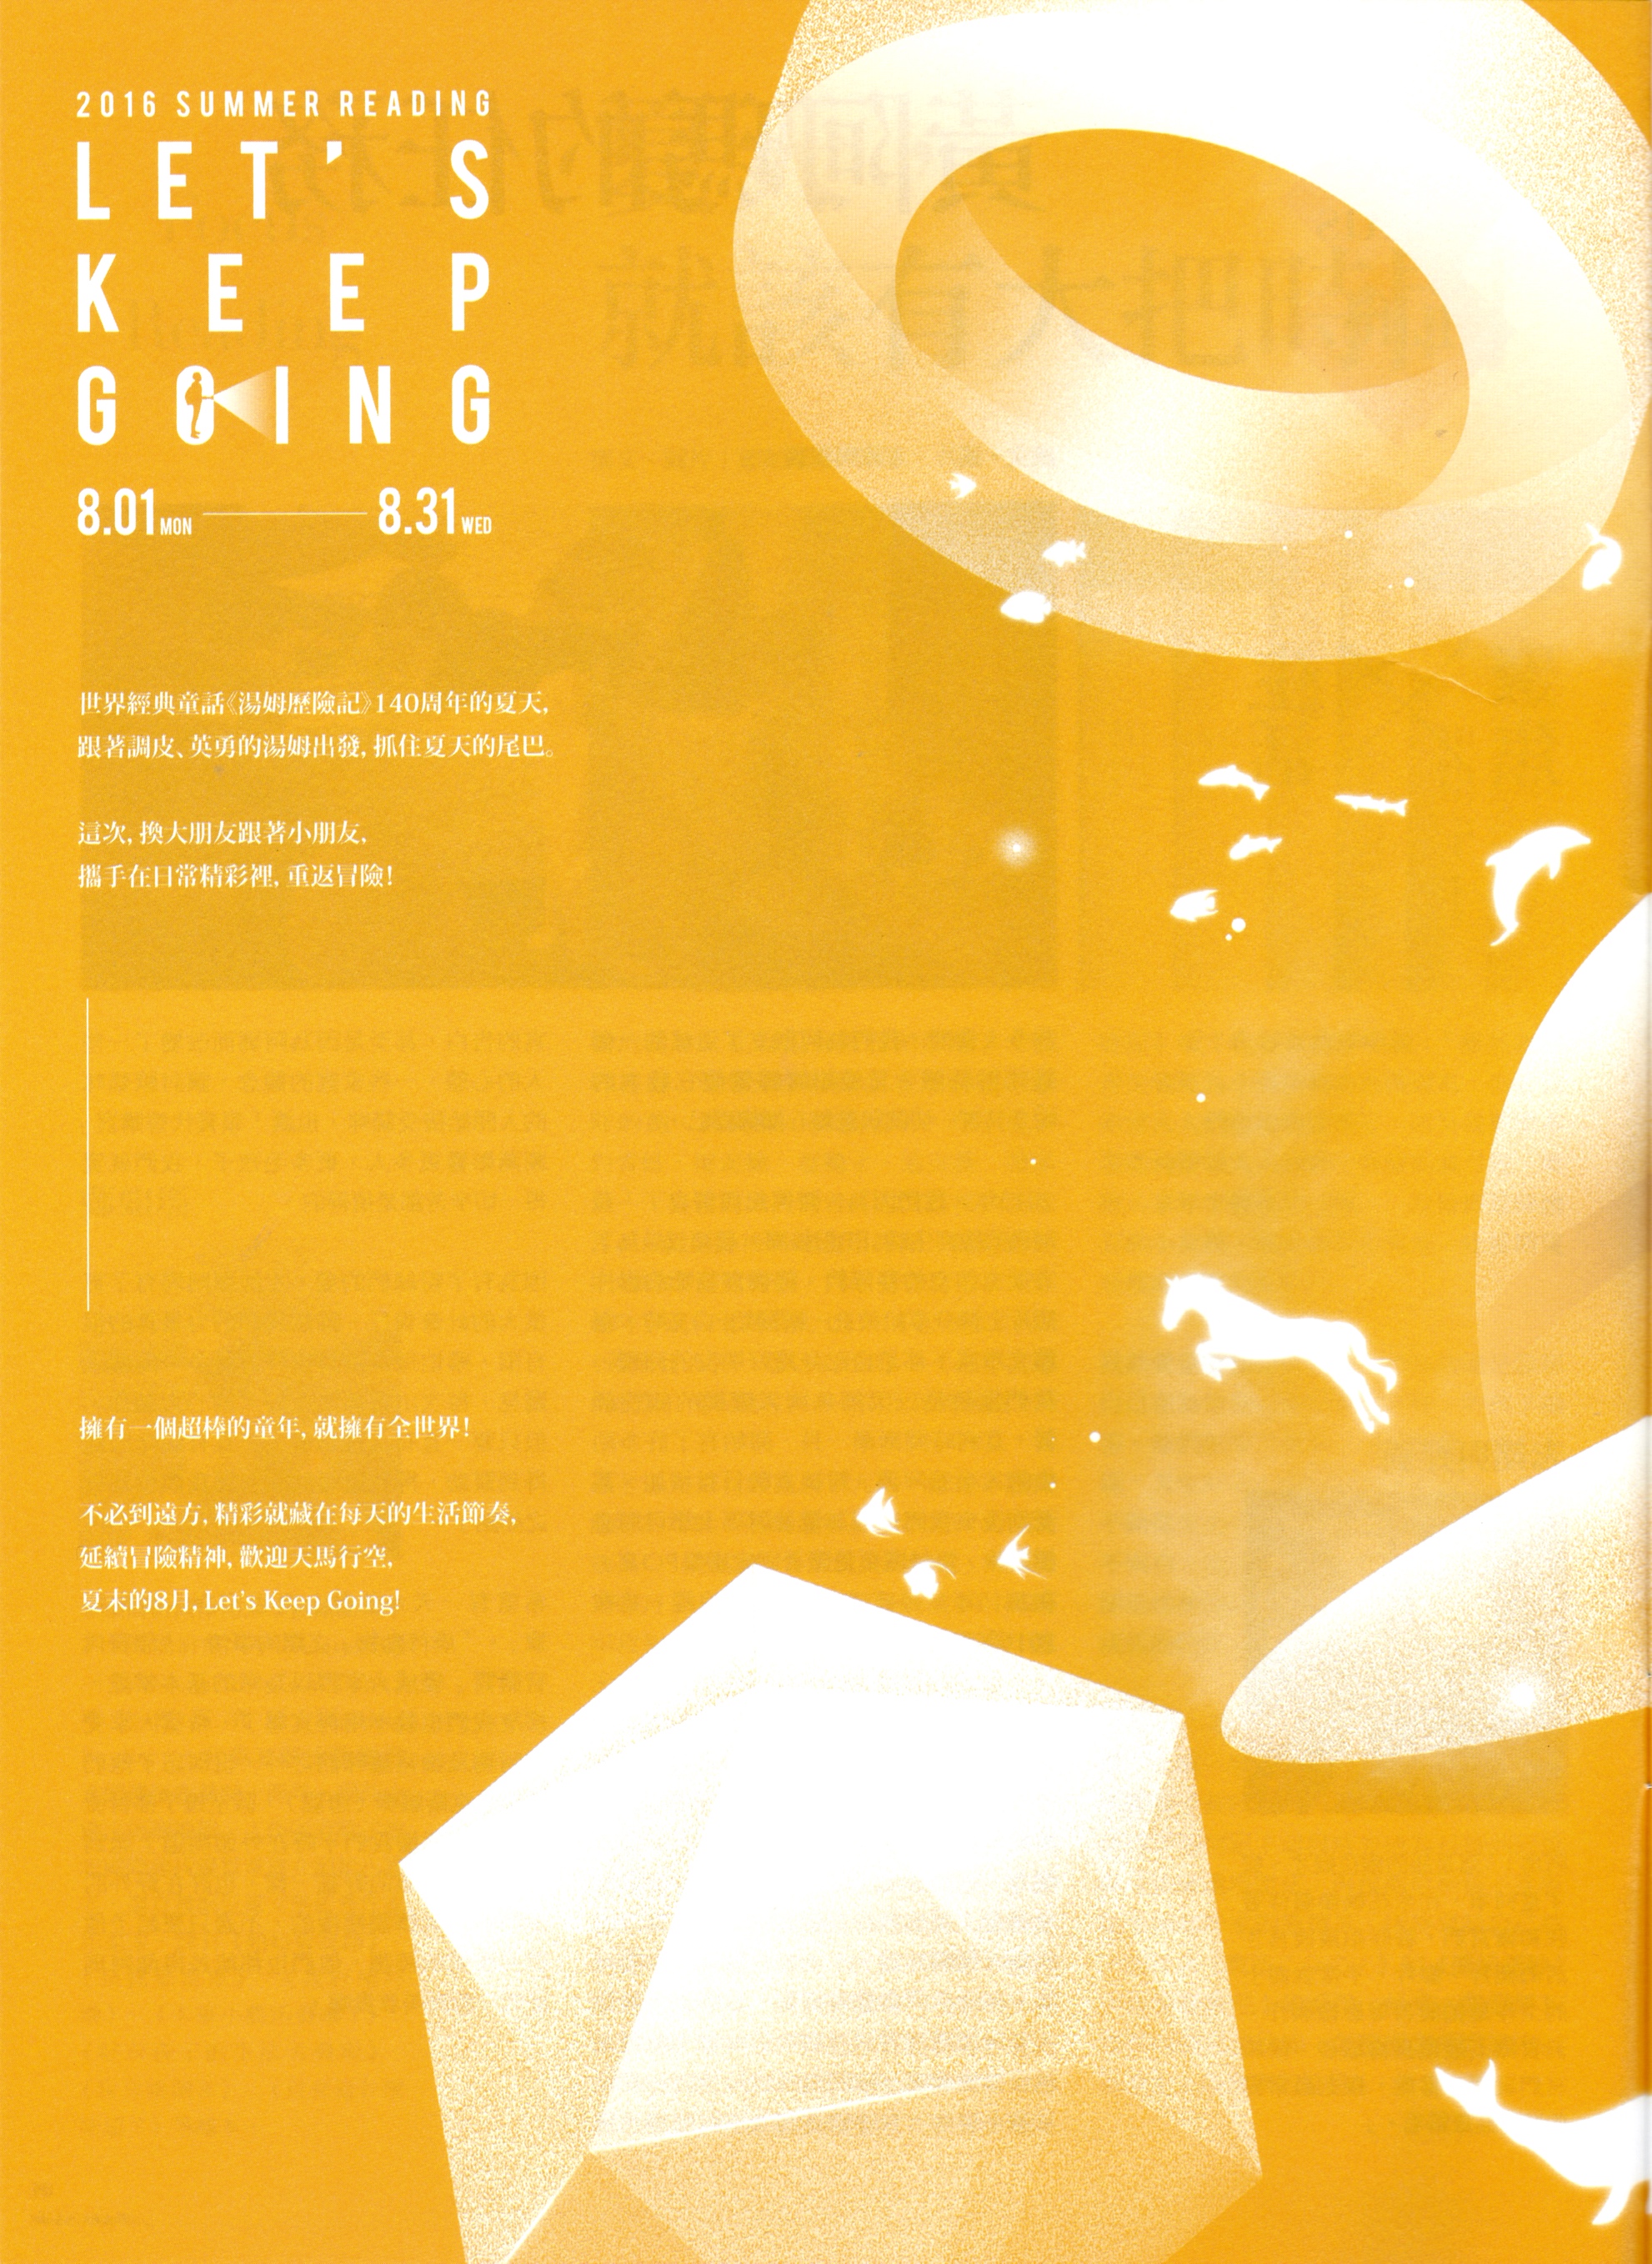 2016 SUMMER READING
LET'S
KEEP
GOING
8.01 MON — 8.31 WED
世界經典童話《湯姆歷險記》140周年的夏天,
跟著調皮、英勇的湯姆出發, 抓住夏天的尾巴。
這次, 換大朋友跟著小朋友,
攜手在日常精彩裡, 重返冒險!
擁有一個超棒的童年, 就擁有全世界!
不必到遠方, 精彩就藏在每天的生活節奏,
延續冒險精神, 歡迎天馬行空,
夏末的8月, Let's Keep Going!